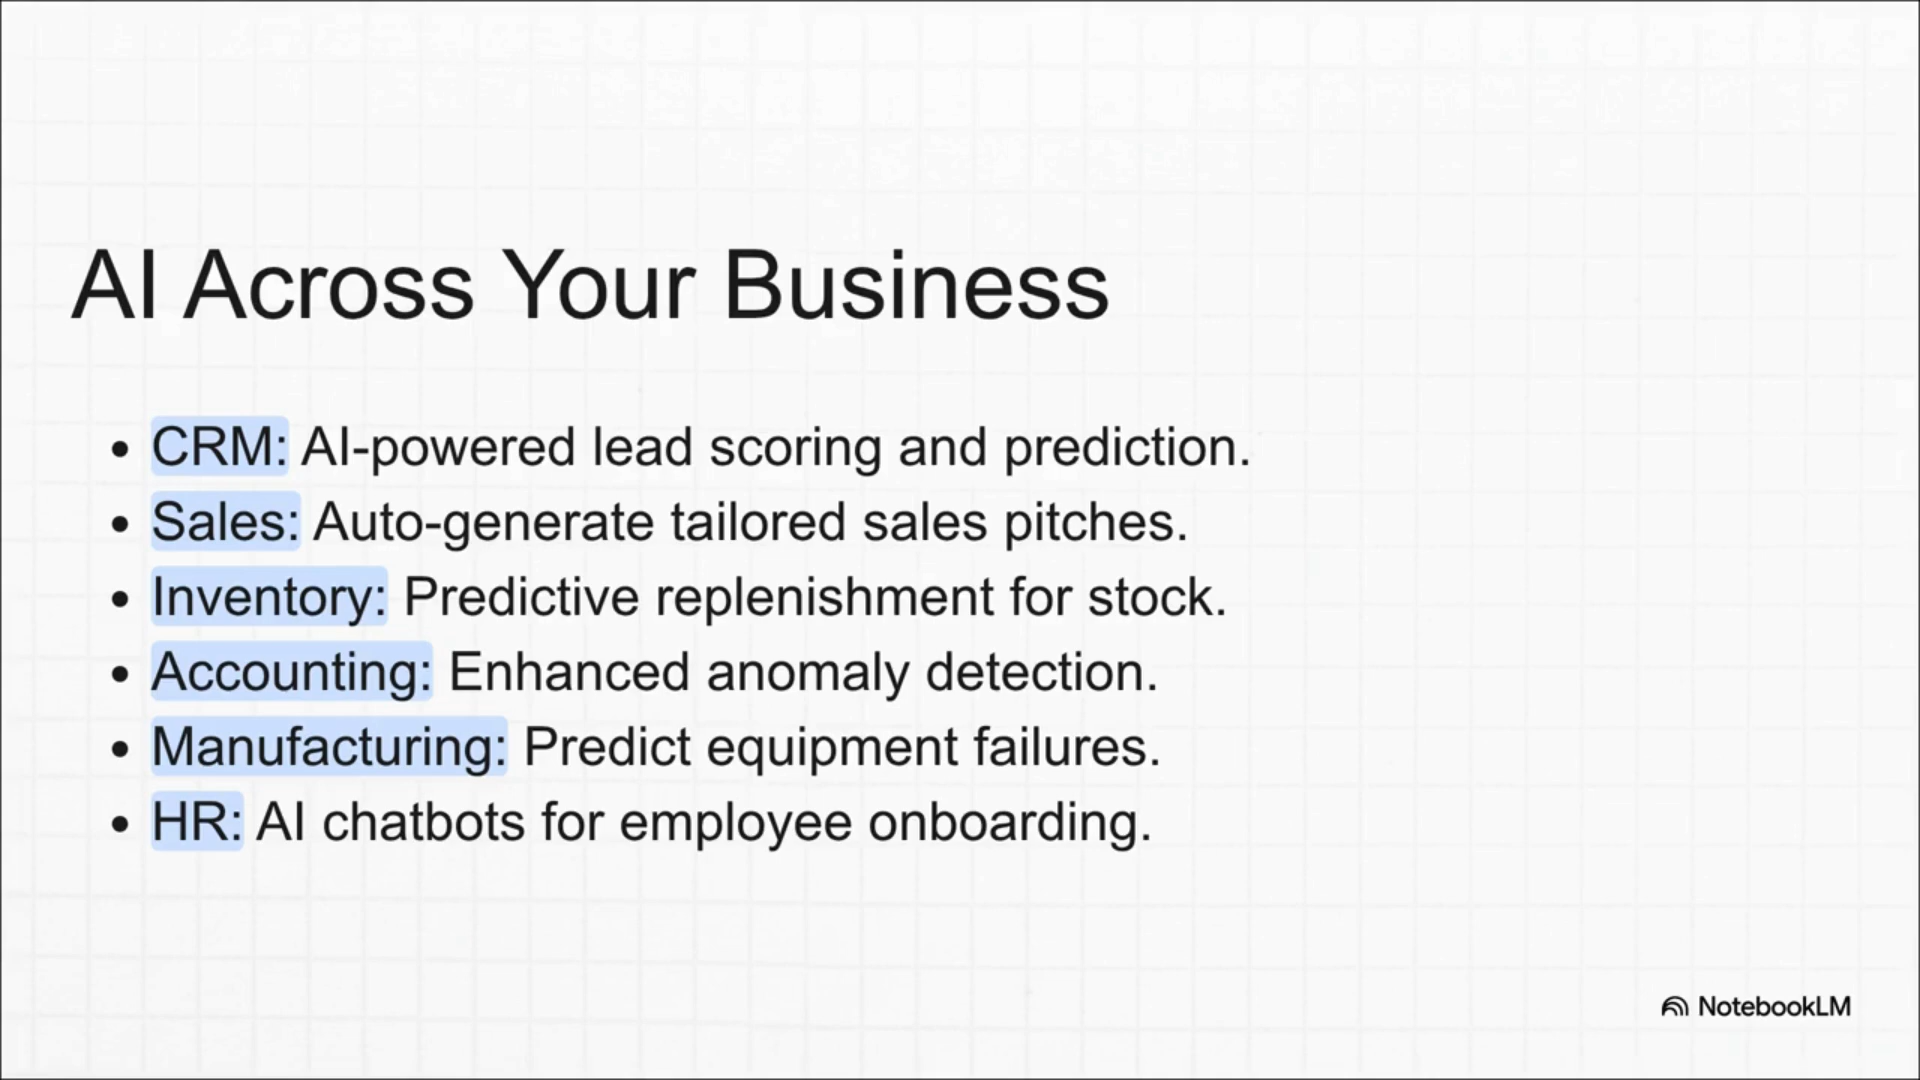 AI Across Your Business
• CRM: AI-powered lead scoring and prediction.
• Sales: Auto-generate tailored sales pitches.
• Inventory: Predictive replenishment for stock.
• Accounting: Enhanced anomaly detection.
• Manufacturing: Predict equipment failures.
• HR: AI chatbots for employee onboarding.
NotebookLM